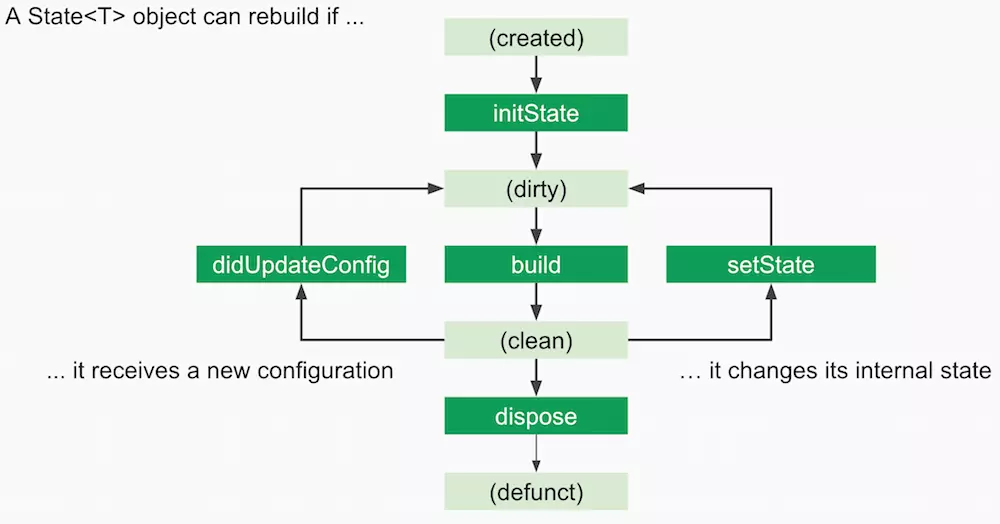 A State<T> object can rebuild if ...
(created)
initState
(dirty)
didUpdateConfig
build
setState
(clean)
... it receives a new configuration
… it changes its internal state
dispose
(defunct)